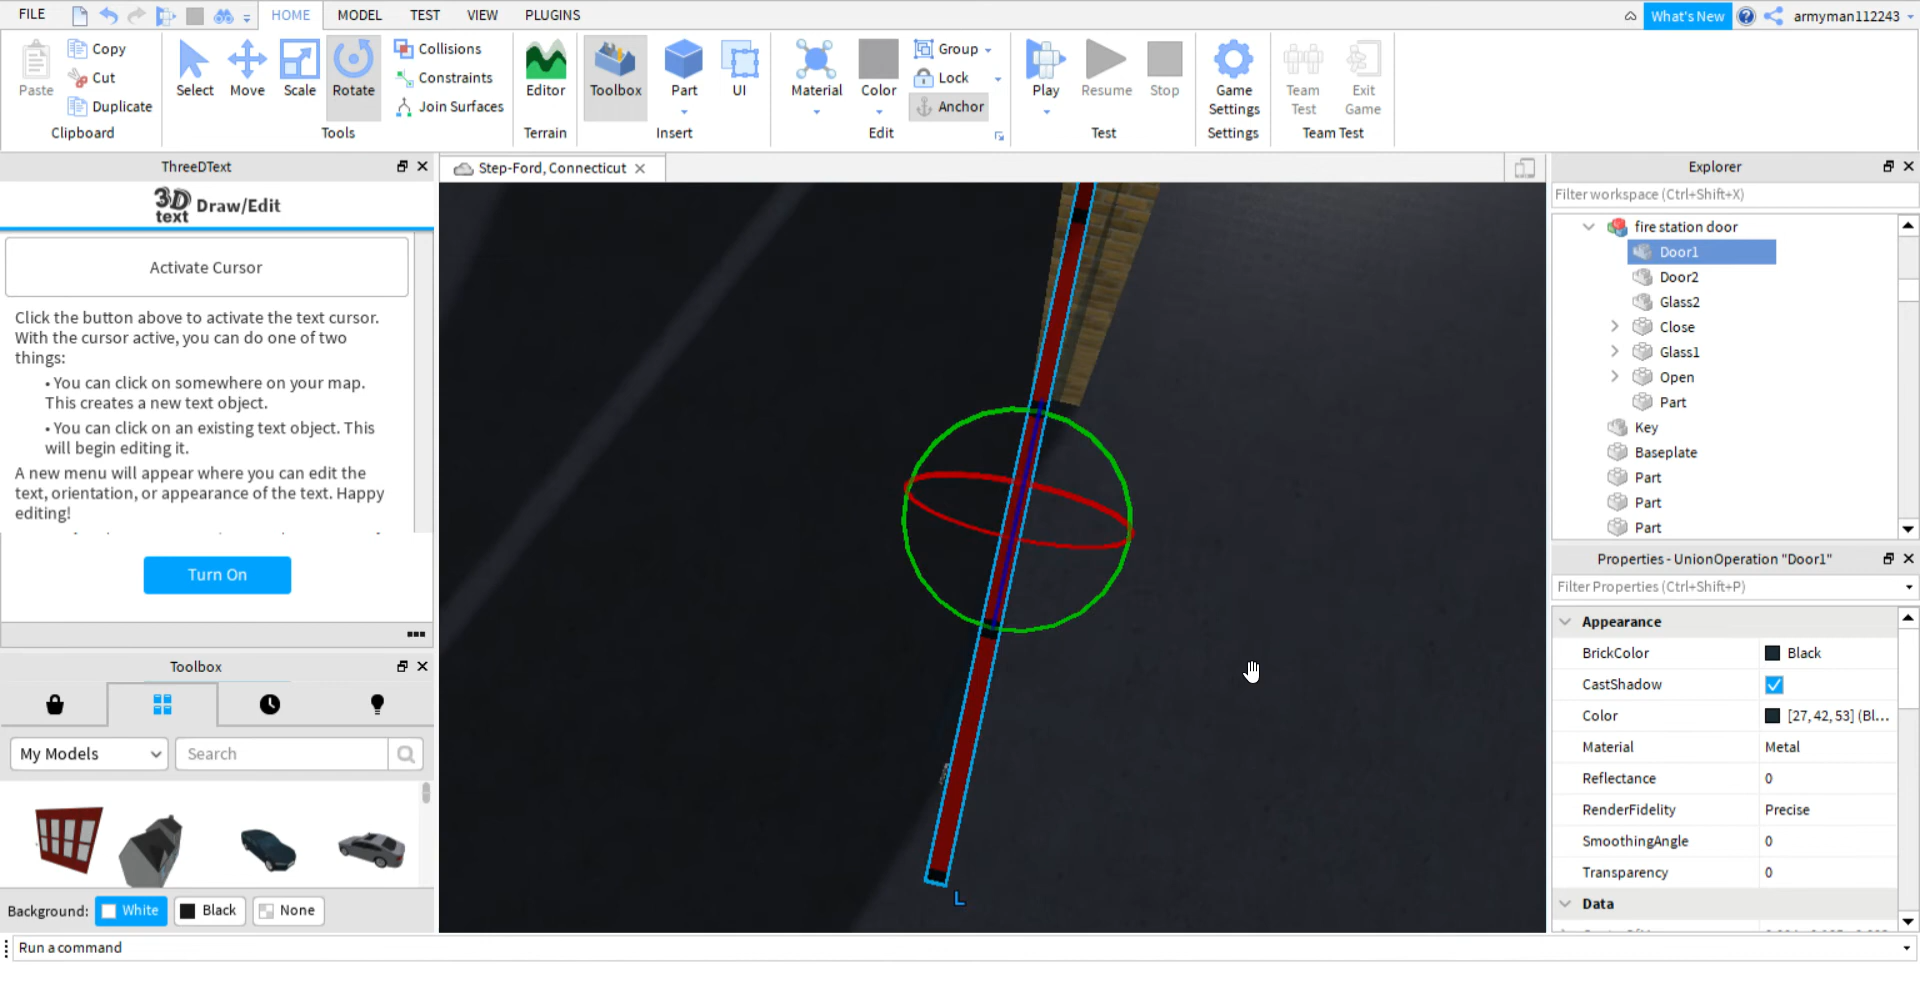 FILE
HOME
MODEL
TEST
VIEW
PLUGINS
What's New
armyman112243
Paste
Copy
Cut
Duplicate
Clipboard
Select
Move
Scale
Rotate
Collisions
Constraints
Join Surfaces
Tools
Editor
Terrain
Toolbox
Part
UI
Insert
Material
Color
Group
Lock
Anchor
Edit
Play
Resume
Stop
Test
Game
Settings
Settings
Team
Test
Exit
Game
Team Test
ThreeDText
3D
text
Draw/Edit
Activate Cursor
Click the button above to activate the text cursor.
With the cursor active, you can do one of two
things:
• You can click on somewhere on your map.
This creates a new text object.
• You can click on an existing text object. This
will begin editing it.
A new menu will appear where you can edit the
text, orientation, or appearance of the text. Happy
editing!
Turn On
Toolbox
My Models
Search
Background:
White
Black
None
Run a command
Step-Ford, Connecticut
L
Explorer
Filter workspace (Ctrl+Shift+X)
fire station door
Door1
Door2
Glass2
Close
Glass1
Open
Part
Key
Baseplate
Part
Part
Part
Properties - UnionOperation "Door1"
Filter Properties (Ctrl+Shift+P)
Appearance
BrickColor Black
CastShadow
Color [27, 42, 53] (Bl...
Material Metal
Reflectance 0
RenderFidelity Precise
SmoothingAngle 0
Transparency 0
Data